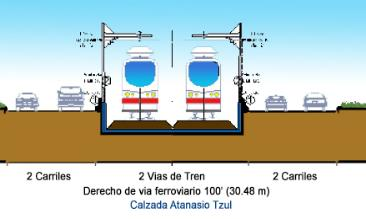 2 Carriles 2 Vias de Tren 2 Carriles
Derecho de via ferroviario 100' (30.48 m)
Calzada Atanasio Tzul